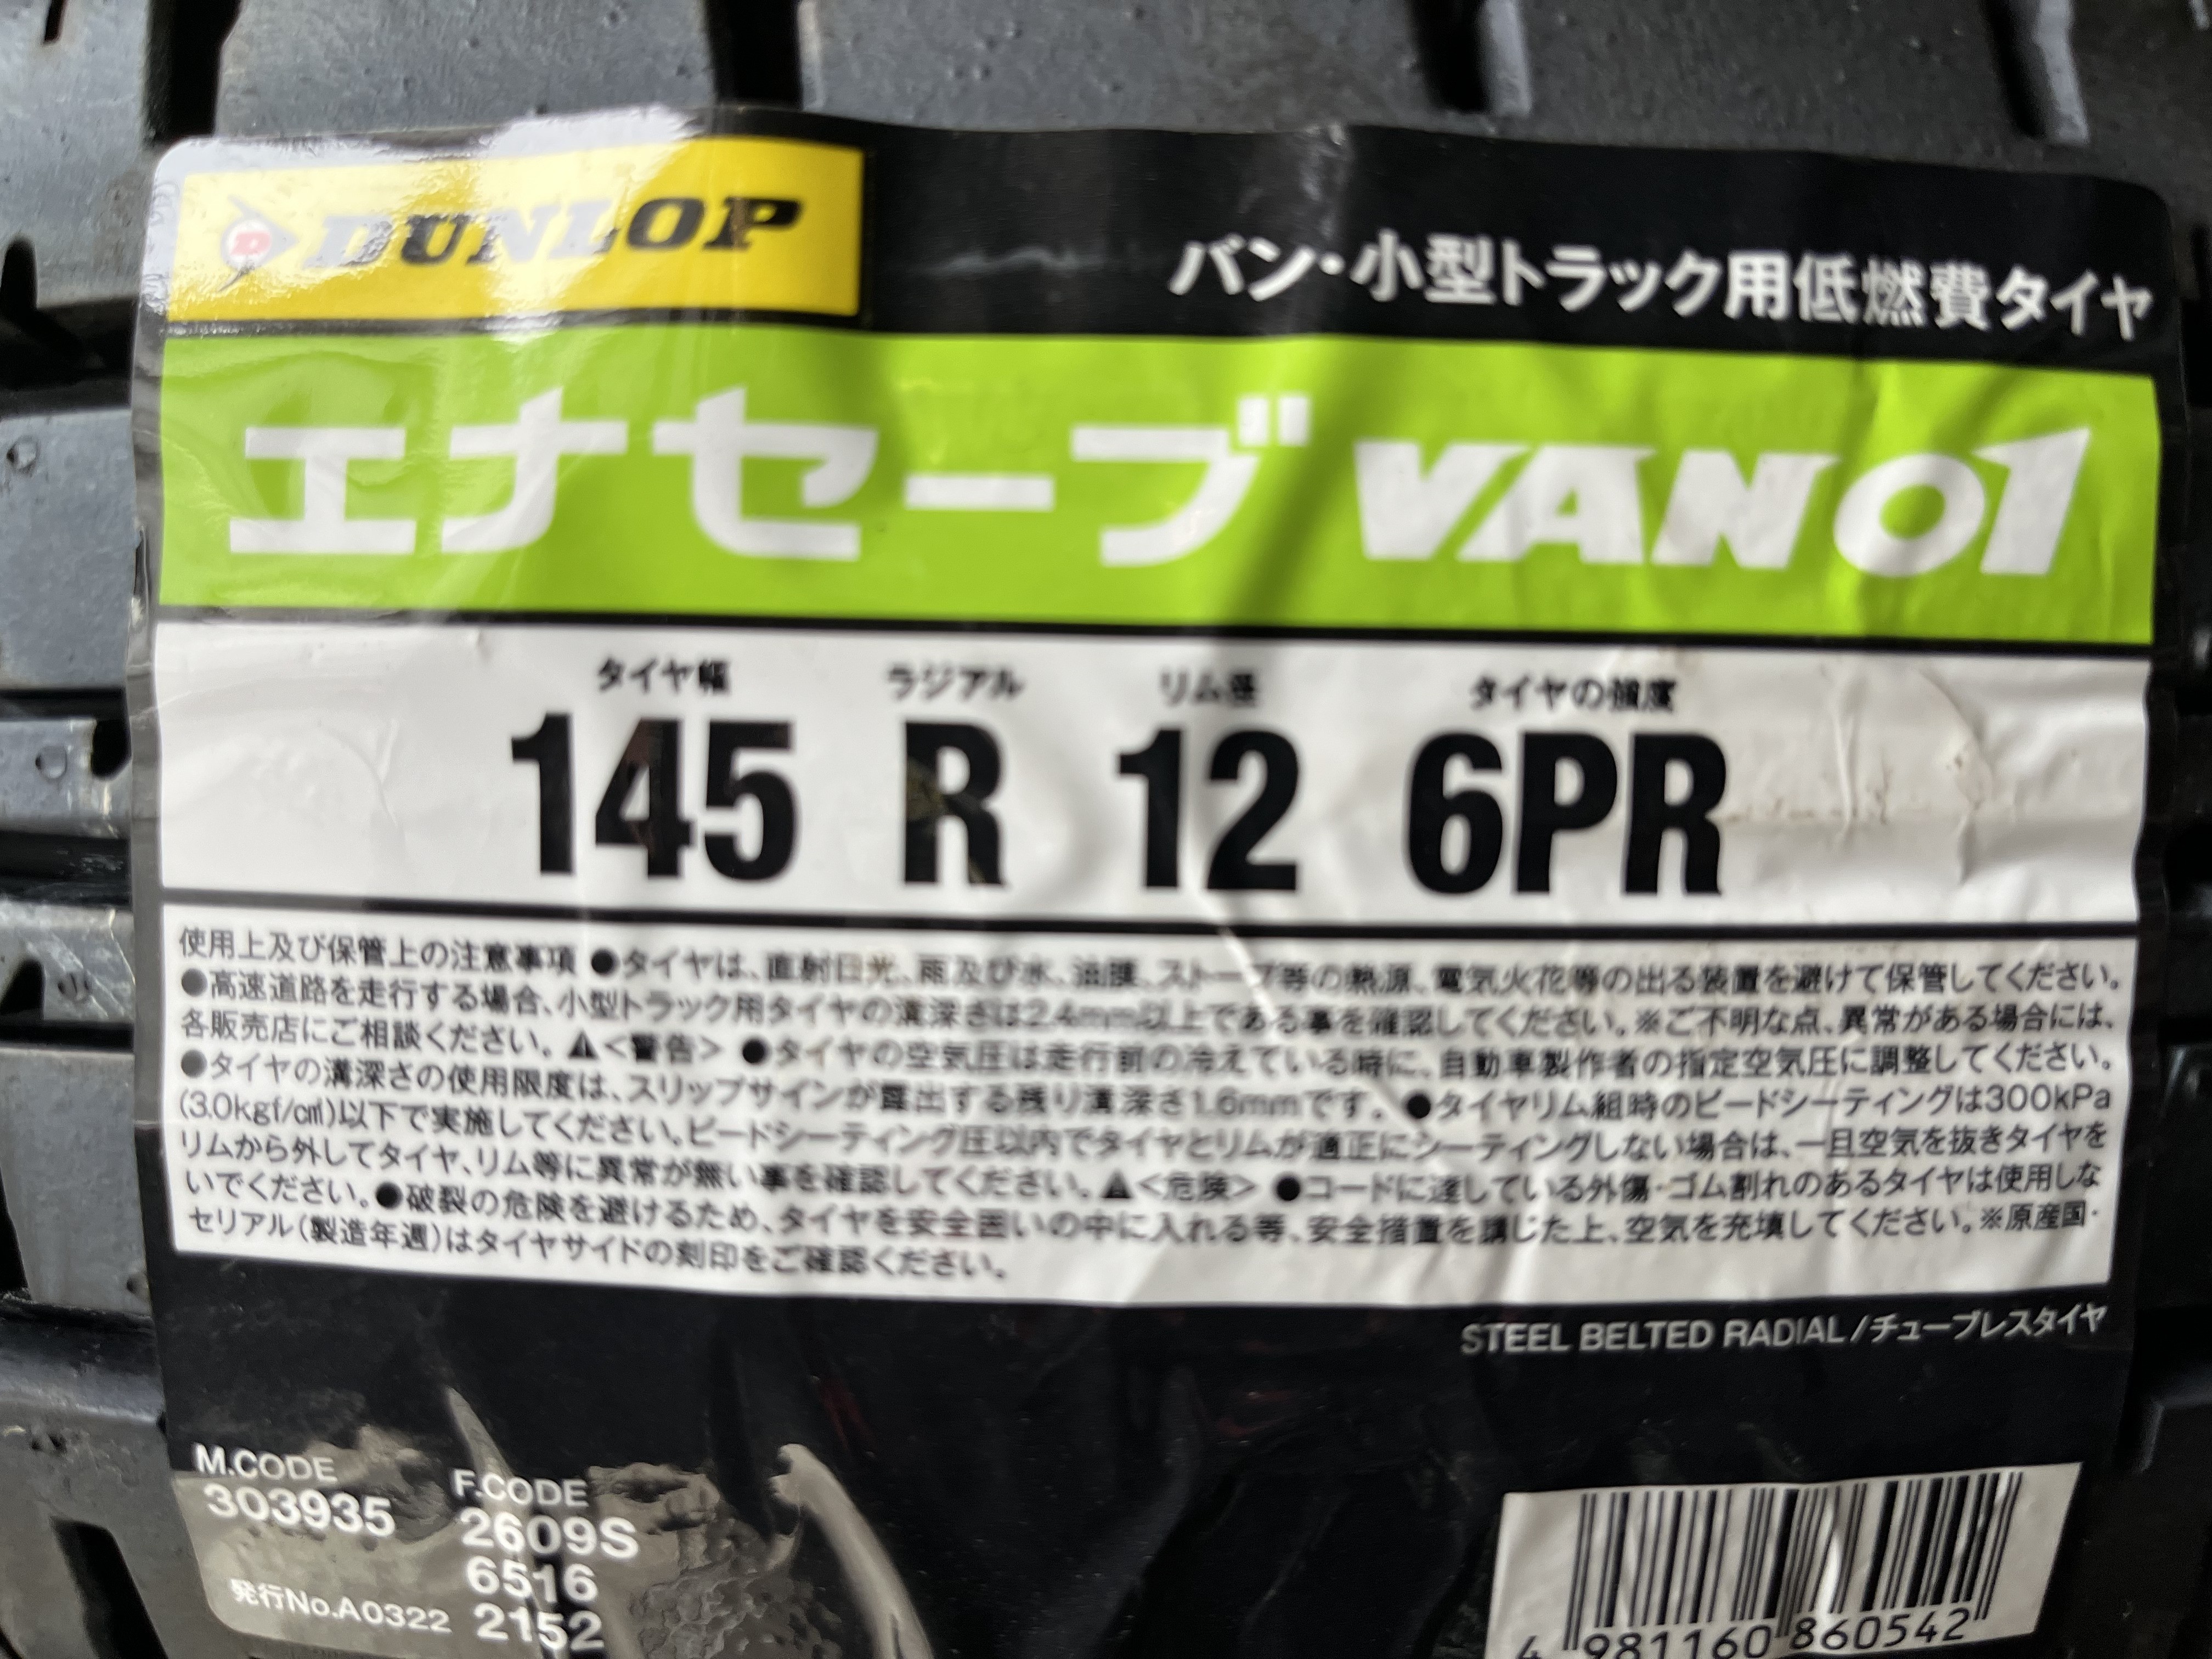 DUNLOP
バン・小型トラック用低燃費タイヤ
エナセーブ VAN01
タイヤ幅 ラジアル リム径 タイヤの強度
145 R 12 6PR
使用上及び保管上の注意事項 ●タイヤは、直射日光、雨及び水、油膜、ストーブ等の熱源、電気火花等の出る装置を避けて保管してください。
●高速道路を走行する場合、小型トラック用タイヤの溝深さは2.4mm以上である事を確認してください。※ご不明な点、異常がある場合には、
各販売店にご相談ください。⚠<警告> ●タイヤの空気圧は走行前の冷えている時に、自動車製作者の指定空気圧に調整してください。
●タイヤの溝深さの使用限度は、スリップサインが露出する残り溝深さ1.6mmです。 ●タイヤリム組時のビードシーティングは300kPa
(3.0kgf/c㎡)以下で実施してください。ビードシーティング圧以内でタイヤとリムが適正にシーティングしない場合は、一旦空気を抜きタイヤを
リムから外してタイヤ、リム等に異常が無い事を確認してください。⚠<危険> ●コードに達している外傷・ゴム割れのあるタイヤは使用しな
いでください。●破裂の危険を避けるため、タイヤを安全囲いの中に入れる等、安全措置を講じた上、空気を充填してください。※原産国・
セリアル(製造年週)はタイヤサイドの刻印をご確認ください。
STEEL BELTED RADIAL/チューブレスタイヤ
M.CODE
303935
F.CODE
2609S
6516
2152
発行No.A0322
4 981160 860542